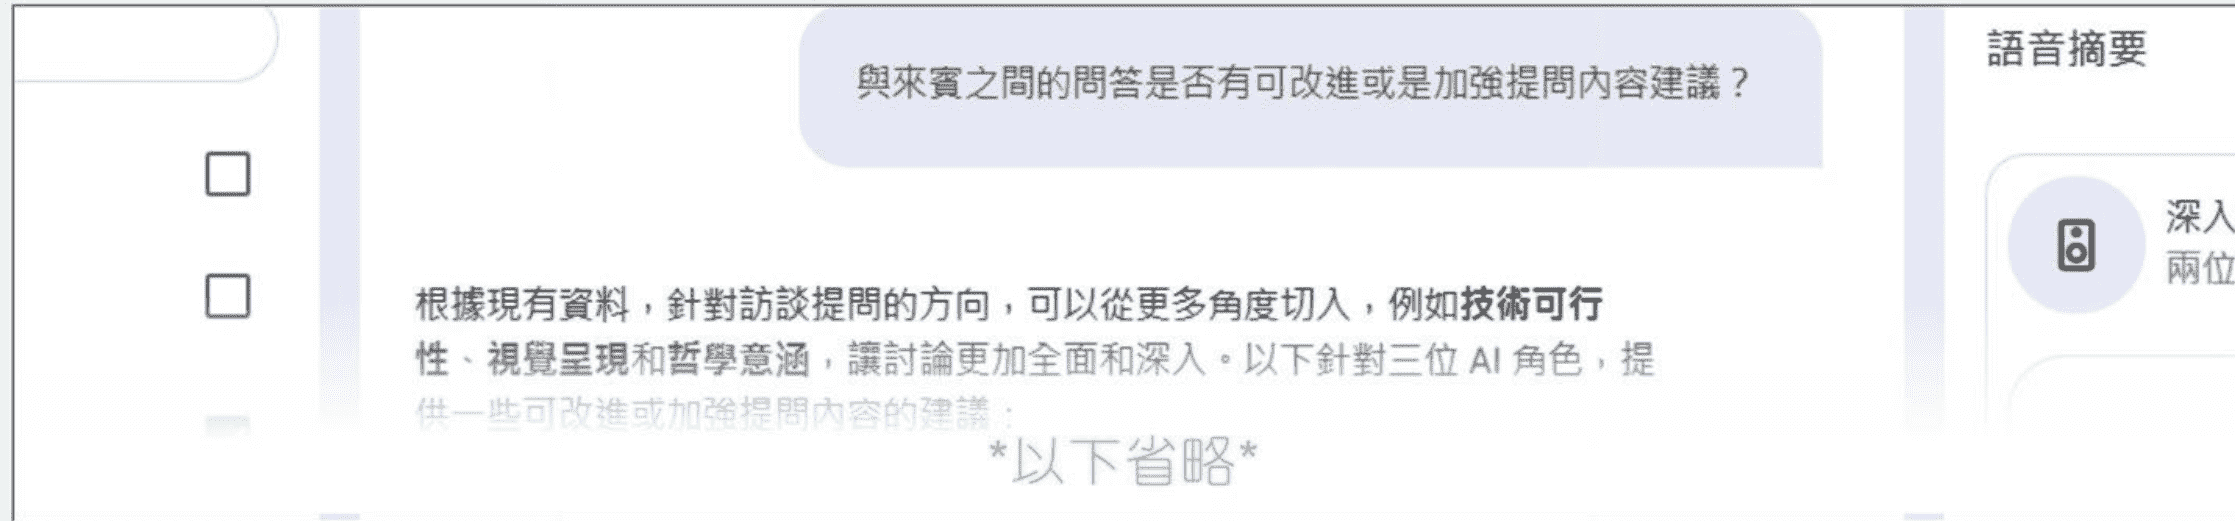 與來賓之間的問答是否有可改進或是加強提問內容建議？
根據現有資料，針對訪談提問的方向，可以從更多角度切入，例如技術可行
性、視覺呈現和哲學意涵，讓討論更加全面和深入。以下針對三位 AI 角色，提
供一些可改進或加強提問內容的建議：
*以下省略*
語音摘要
深入
兩位